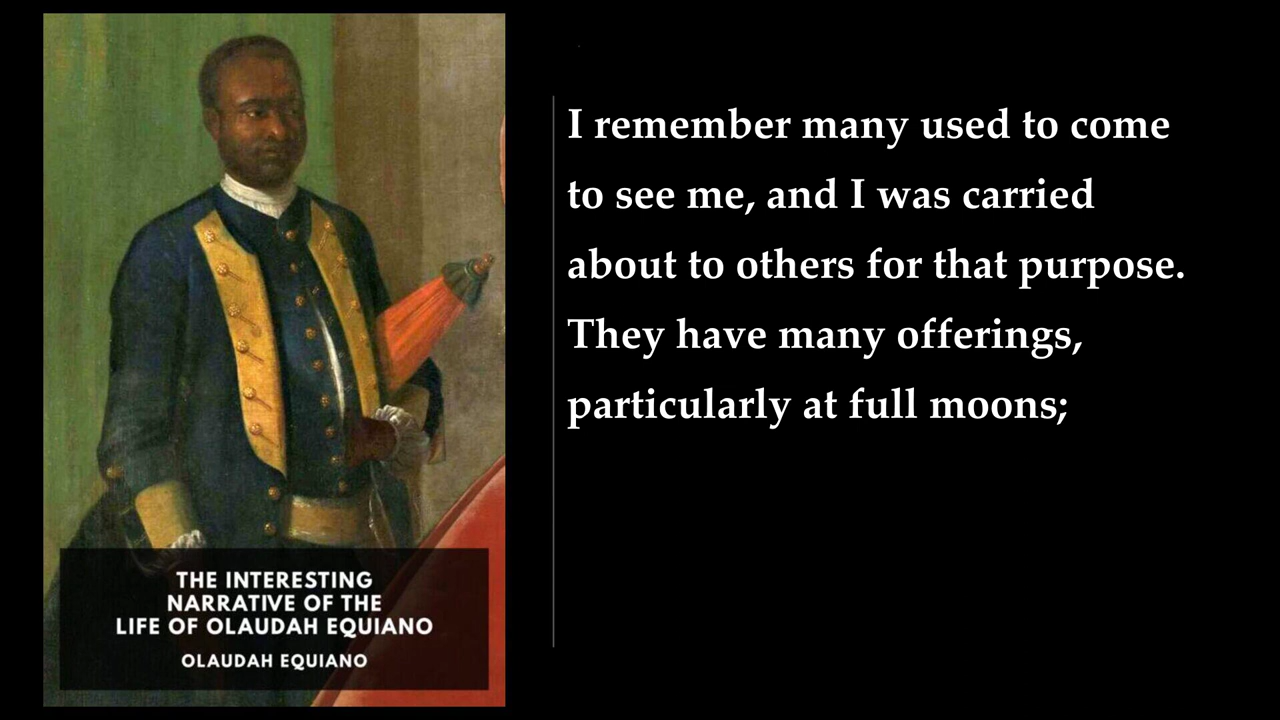 THE INTERESTING
NARRATIVE OF THE
LIFE OF OLAUDAH EQUIANO
OLAUDAH EQUIANO
I remember many used to come
to see me, and I was carried
about to others for that purpose.
They have many offerings,
particularly at full moons;